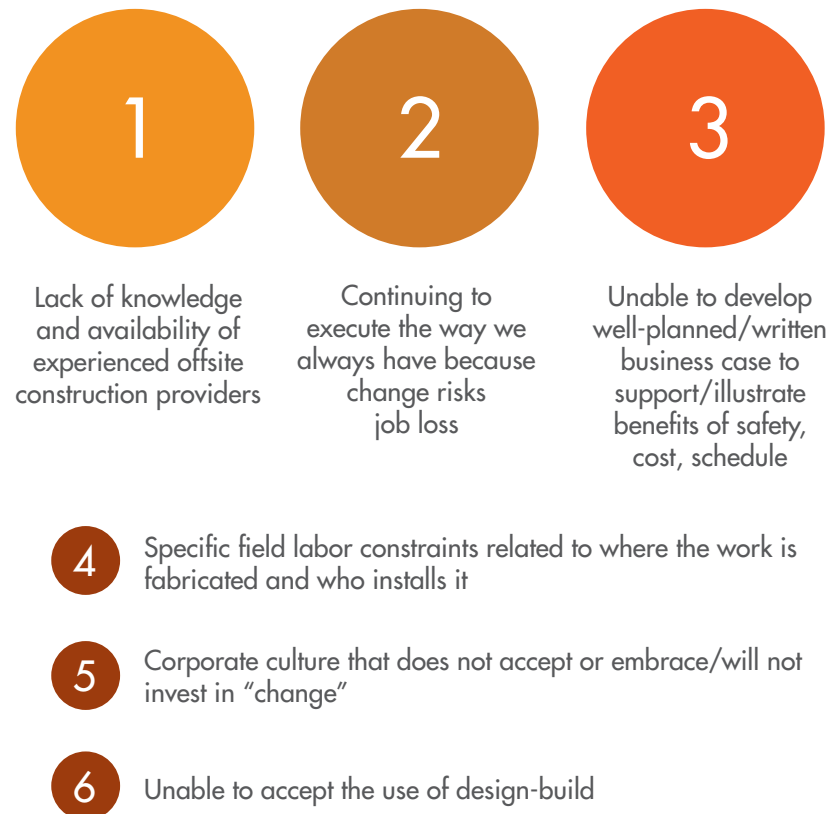 1
2
3
Lack of knowledge
and availability of
experienced offsite
construction providers
Continuing to
execute the way we
always have because
change risks
job loss
Unable to develop
well-planned/written
business case to
support/illustrate
benefits of safety,
cost, schedule
4
Specific field labor constraints related to where the work is
fabricated and who installs it
5
Corporate culture that does not accept or embrace/will not
invest in “change”
6
Unable to accept the use of design-build